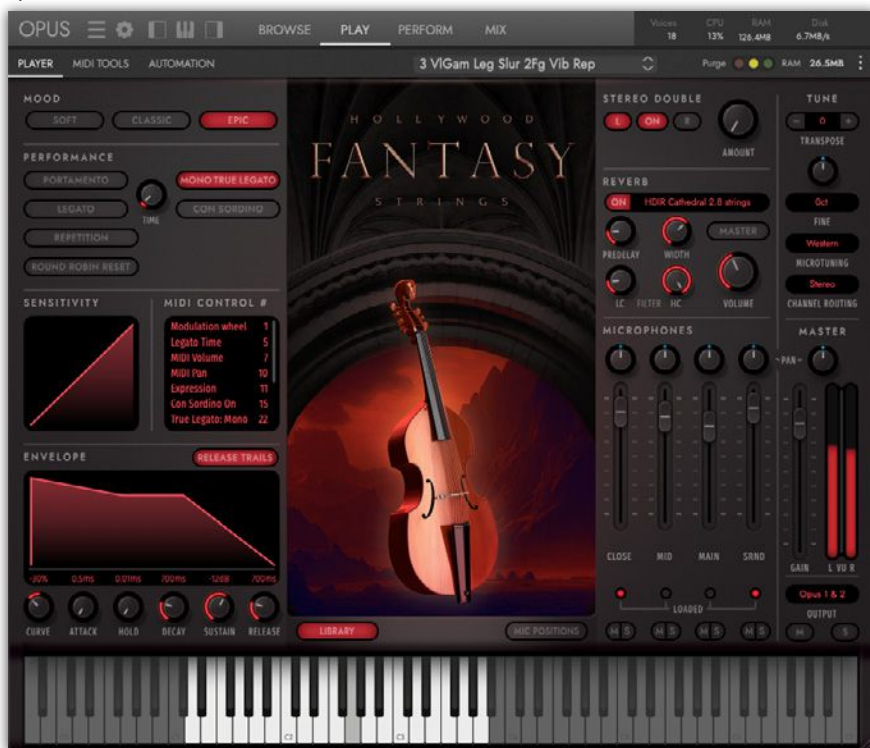 OPUS BROWSE PLAY PERFORM MIX
Voices CPU RAM Disk
18 13% 126.4MB 6.7MB/s
PLAYER MIDI TOOLS AUTOMATION
3 VlGam Leg Slur 2Fg Vib Rep
Purge RAM 26.5MB
MOOD
SOFT CLASSIC EPIC
PERFORMANCE
PORTAMENTO MONO TRUE LEGATO
LEGATO CON SORDINO
TIME
REPETITION
ROUND ROBIN RESET
SENSITIVITY
MIDI CONTROL #
Modulation wheel 1
Legato Time 5
MIDI Volume 7
MIDI Pan 10
Expression 11
Con Sordino On 15
True Legato: Mono 22
ENVELOPE RELEASE TRAILS
-30% 0.5ms 0.01ms 700ms -12dB 700ms
CURVE ATTACK HOLD DECAY SUSTAIN RELEASE
HOLLYWOOD
FANTASY
STRINGS
LIBRARY MIC POSITIONS
STEREO DOUBLE
L ON R
AMOUNT
REVERB
ON HDIR Cathedral 2.8 strings
MASTER
PREDELAY WIDTH
LC FILTER HC VOLUME
MICROPHONES
CLOSE MID MAIN SRND
LOADED
M S M S M S M S
TUNE
- 0 +
TRANSPOSE
0ct
FINE
Western
MICROTUNING
Stereo
CHANNEL ROUTING
MASTER
PAN
GAIN L VU R
Opus 1 & 2
OUTPUT
M S
C2 C3